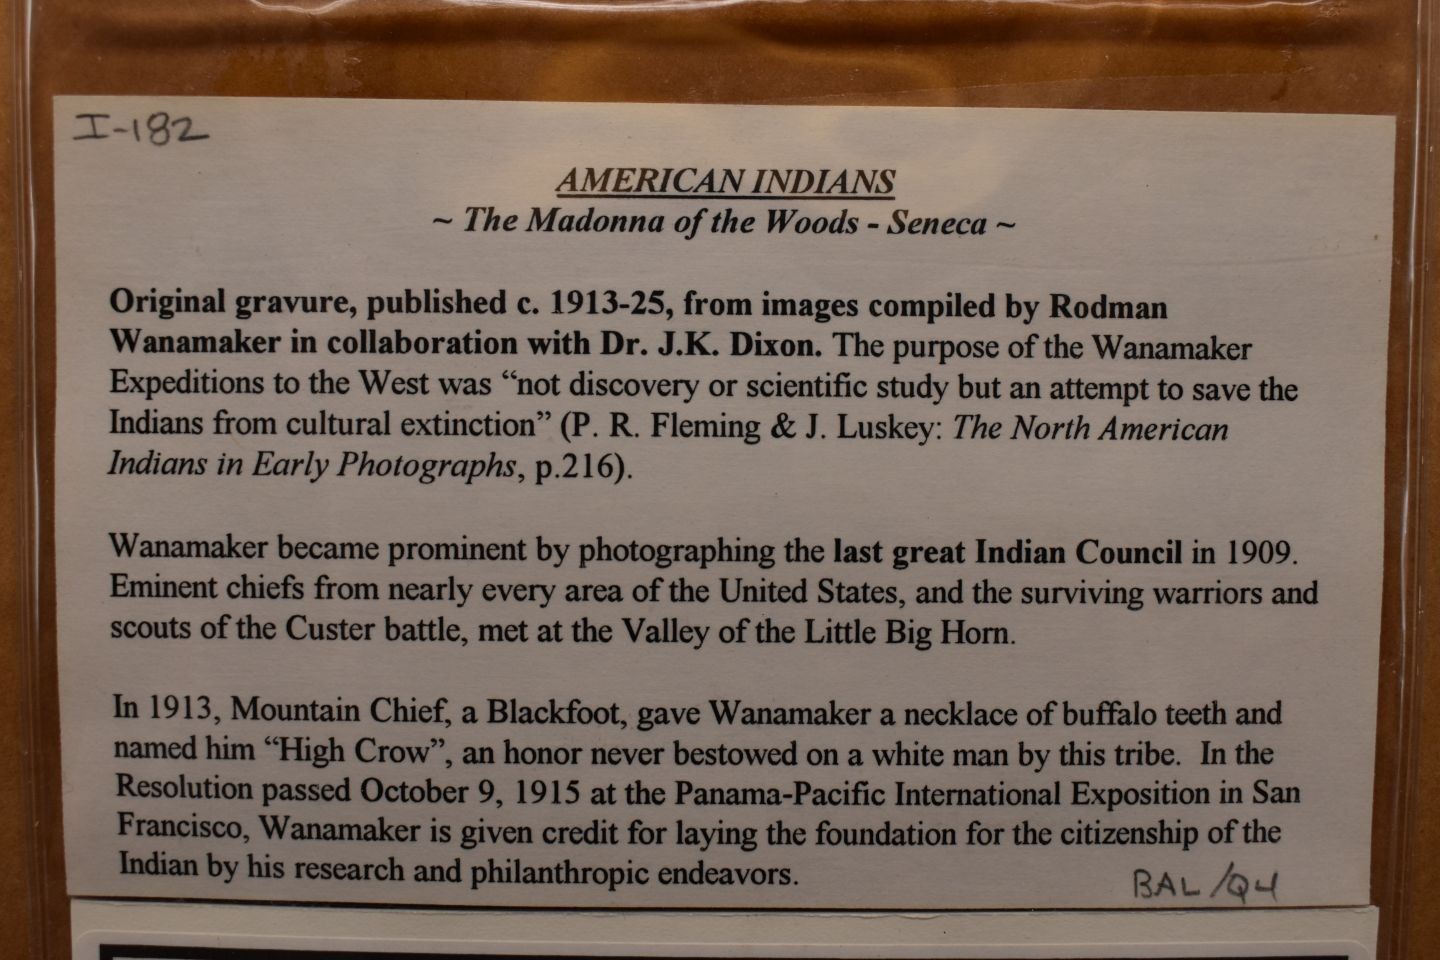 I-182
AMERICAN INDIANS
~ The Madonna of the Woods - Seneca ~
Original gravure, published c. 1913-25, from images compiled by Rodman
Wanamaker in collaboration with Dr. J.K. Dixon. The purpose of the Wanamaker
Expeditions to the West was “not discovery or scientific study but an attempt to save the
Indians from cultural extinction” (P. R. Fleming & J. Luskey: The North American
Indians in Early Photographs, p.216).
Wanamaker became prominent by photographing the last great Indian Council in 1909.
Eminent chiefs from nearly every area of the United States, and the surviving warriors and
scouts of the Custer battle, met at the Valley of the Little Big Horn.
In 1913, Mountain Chief, a Blackfoot, gave Wanamaker a necklace of buffalo teeth and
named him “High Crow”, an honor never bestowed on a white man by this tribe. In the
Resolution passed October 9, 1915 at the Panama-Pacific International Exposition in San
Francisco, Wanamaker is given credit for laying the foundation for the citizenship of the
Indian by his research and philanthropic endeavors.
BAL/Q4